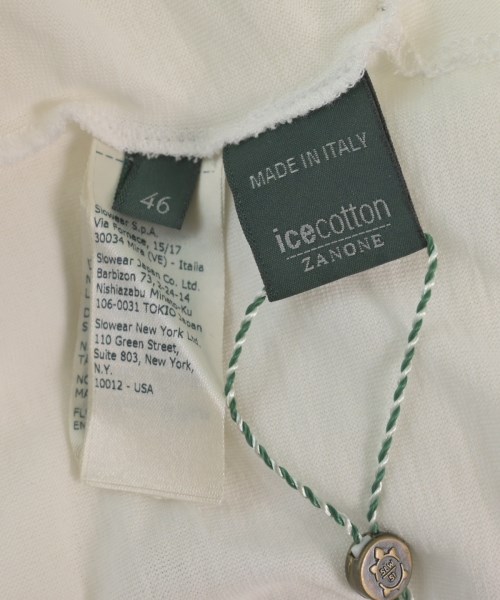 MADE IN ITALY
icecotton
ZANONE
46
Slowear S.p.A.
Via Fornace, 15/17
30034 Mira (VE) - Italia
Slowear Japan Co. Ltd.
Barbizon 73, 2-24-14
Nishiazabu Minato-Ku
106-0031 TOKIO Japan
Slowear New York Ltd.
110 Green Street,
Suite 803, New York,
N.Y.
10012 - USA